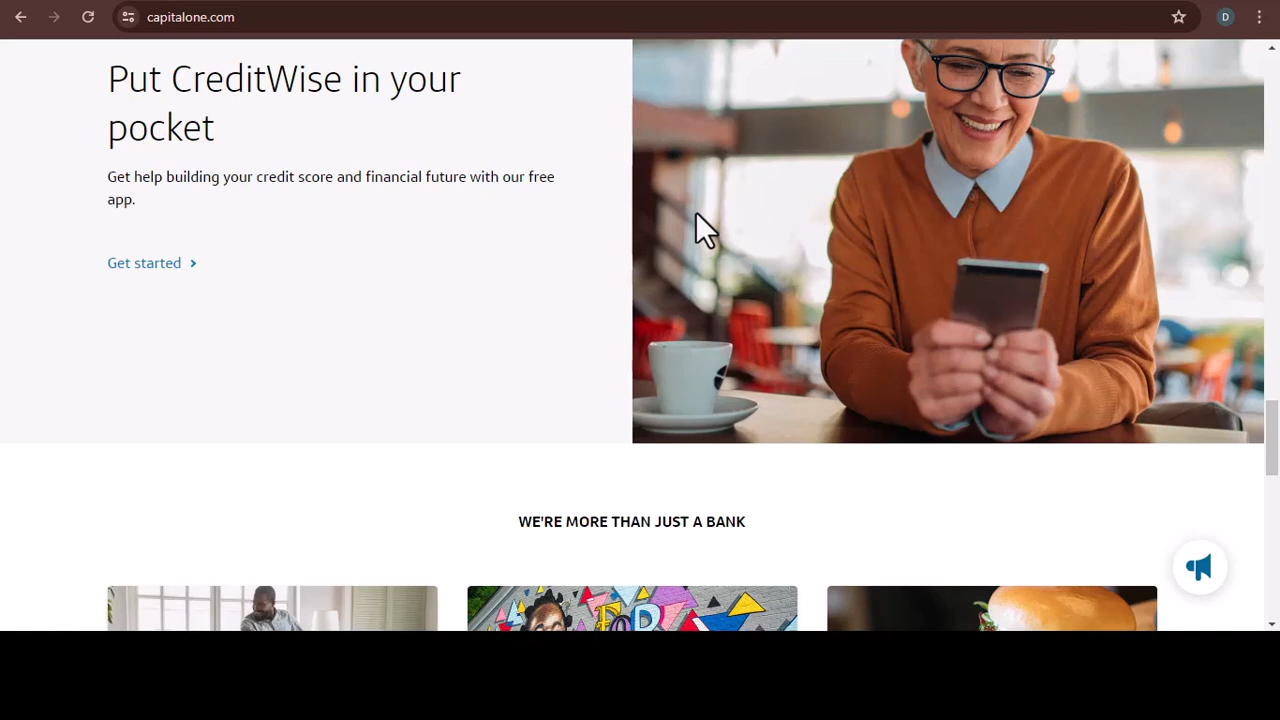 capitalone.com
D
Put CreditWise in your
pocket
Get help building your credit score and financial future with our free
app.
Get started
WE'RE MORE THAN JUST A BANK
FOR